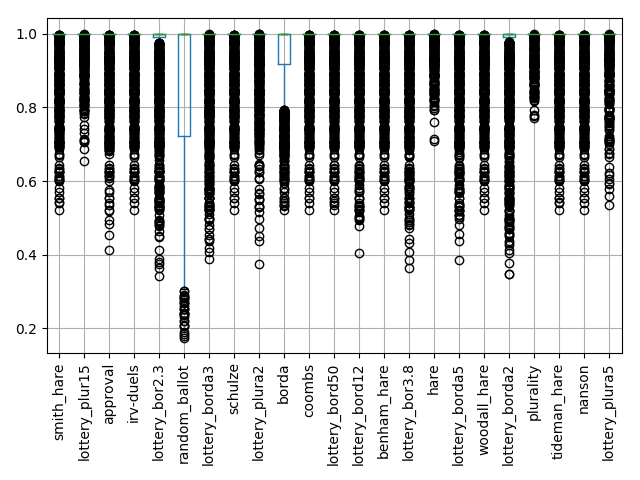 1.0
0.8
0.6
0.4
0.2
smith_hare
lottery_plur15
approval
irv-duels
lottery_bor2.3
random_ballot
lottery_borda3
schulze
lottery_plura2
borda
coombs
lottery_bord50
lottery_bord12
benham_hare
lottery_bor3.8
hare
lottery_borda5
woodall_hare
lottery_borda2
plurality
tideman_hare
nanson
lottery_plura5